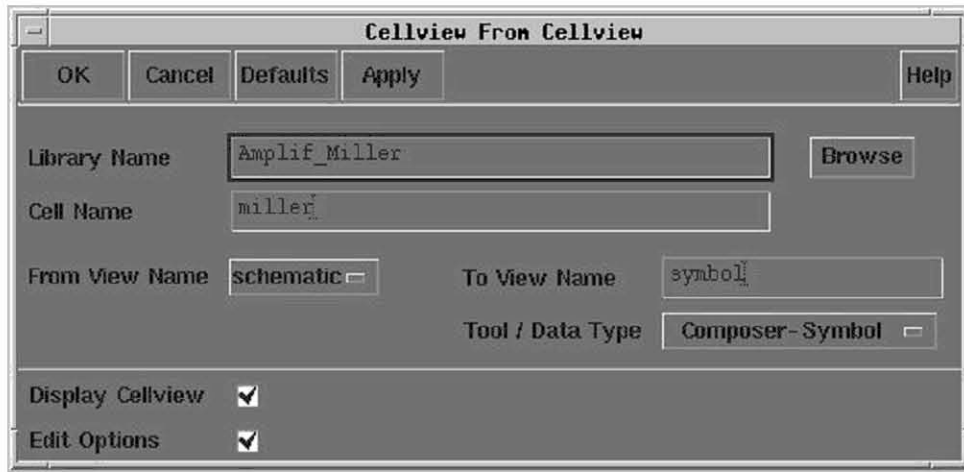 Cellview From Cellview
OK Cancel Defaults Apply Help
Library Name Amplif_Miller Browse
Cell Name miller
From View Name schematic To View Name symbol
Tool / Data Type Composer-Symbol
Display Cellview
Edit Options